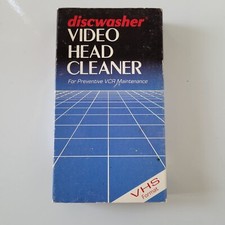 discwasher
VIDEO
HEAD
CLEANER
For Preventive VCR Maintenance
VHS
Format